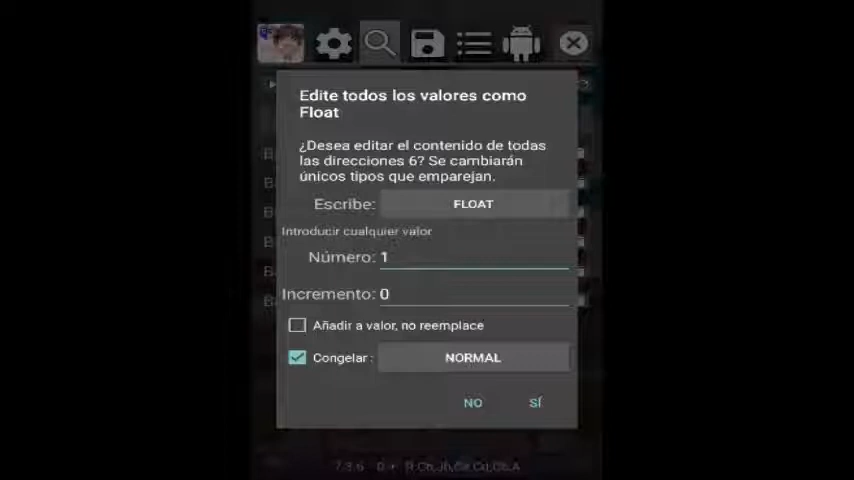 Edite todos los valores como
Float
¿Desea editar el contenido de todas
las direcciones 6? Se cambiarán
únicos tipos que emparejan.
Escribe: FLOAT
Introducir cualquier valor
Número: 1
Incremento: 0
Añadir a valor, no reemplace
Congelar: NORMAL
NO SÍ